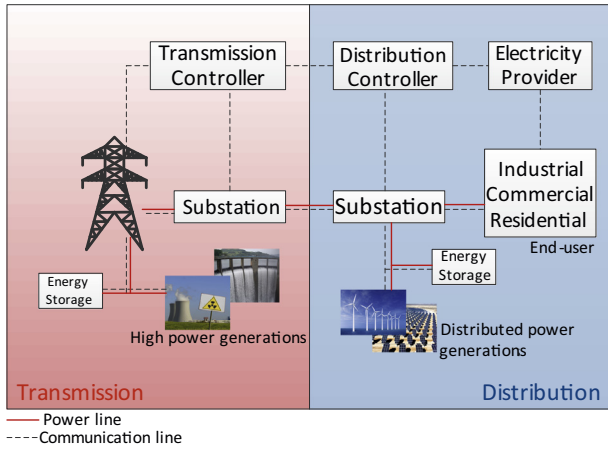 Transmission
Controller
Distribution
Controller
Electricity
Provider
Substation
Substation
Industrial
Commercial
Residential
End-user
Energy
Storage
Energy
Storage
High power generations
Distributed power
generations
Transmission
Distribution
Power line
Communication line